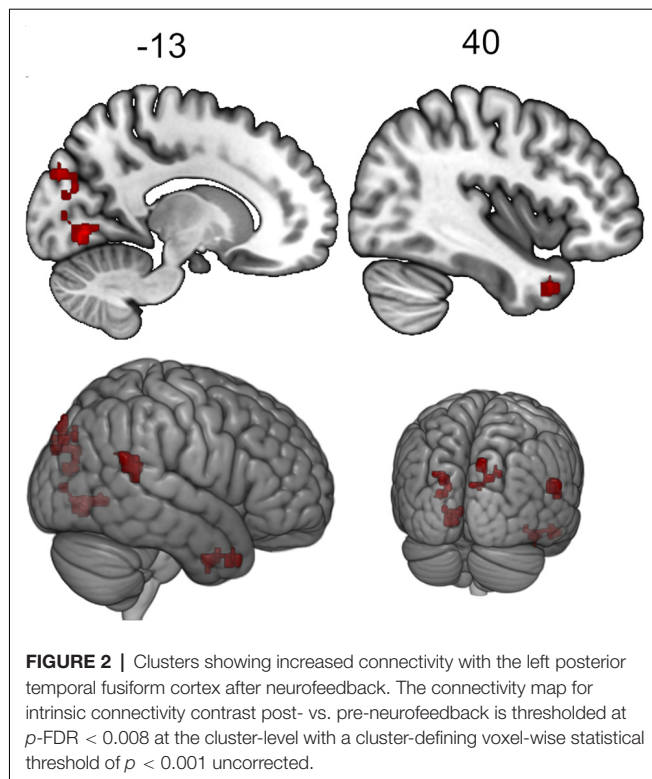 -13
40
FIGURE 2 | Clusters showing increased connectivity with the left posterior
temporal fusiform cortex after neurofeedback. The connectivity map for
intrinsic connectivity contrast post- vs. pre-neurofeedback is thresholded at
p-FDR < 0.008 at the cluster-level with a cluster-defining voxel-wise statistical
threshold of p < 0.001 uncorrected.